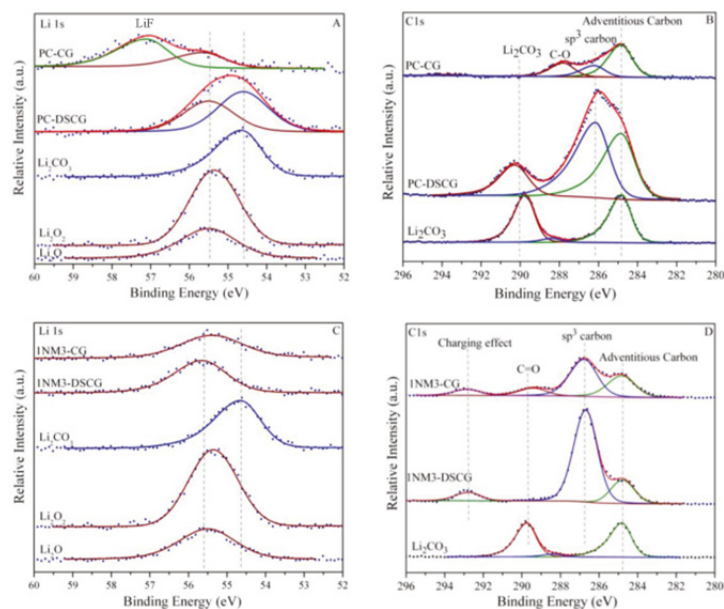 Li 1s
LiF
A
PC-CG
PC-DSCG
Li₂CO₃
Li₂O₂
Li₂O
Relative Intensity (a.u.)
60 59 58 57 56 55 54 53 52
Binding Energy (eV)
C1s
Adventitious Carbon
B
sp³ carbon
Li₂CO₃
C-O
PC-CG
PC-DSCG
Li₂CO₃
Relative Intensity (a.u.)
296 294 292 290 288 286 284 282 280
Binding Energy (eV)
Li 1s
C
1NM3-CG
1NM3-DSCG
Li₂CO₃
Li₂O₂
Li₂O
Relative Intensity (a.u.)
60 59 58 57 56 55 54 53 52
Binding Energy (eV)
C1s
sp³ carbon
D
Charging effect
C=O
Adventitious Carbon
1NM3-CG
1NM3-DSCG
Li₂CO₃
Relative Intensity (a.u.)
296 294 292 290 288 286 284 282 280
Binding Energy (eV)